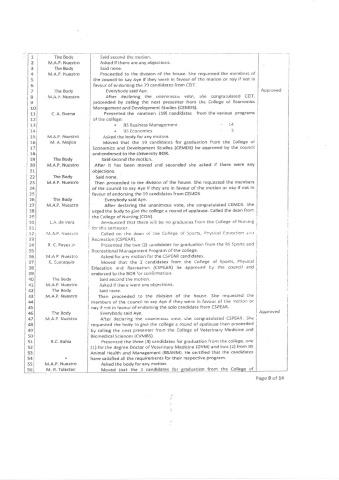 1 The Body Said second the motion.
2 M.A.P. Nuestro Asked if there are any objections.
3 The Body Said none.
4 M.A.P. Nuestro Proceeded to the division of the house. She requested the members of
5 the council to say Aye if they were in favour of the motion or nay if not in
6 favour of endorsing the 29 candidates from CEIT.
7 The Body Everybody said Aye. Approved
8 M.A.P. Nuestro After declaring the unanimous vote, she congratulated CEIT,
9 proceeded by calling the next presenter from the College of Economics
10 Management and Development Studies (CEMDS).
11 C. A. Buena Presented the nineteen (19) candidates from the various programs
12 of the college:
13 • BS Business Management - 14
14 • BS Economics - 5
15 M.A.P. Nuestro Asked the body for any motion.
16 M. A. Mojica Moved that the 19 candidates for graduation from the College of
17 Economics and Development Studies (CEMDS) be approved by the council
18 and endorsed to the University BOR.
19 The Body Said second the motion.
20 M.A.P. Nuestro After it has been moved and seconded she asked if there were any
21 objections.
22 The Body Said none.
23 M.A.P. Nuestro Then proceeded to the division of the house. She requested the members
24 of the council to say Aye if they are in favour of the motion or nay if not in
25 favour of endorsing the 19 candidates from CEMDS
26 The Body Everybody said Aye.
27 M.A.P. Nuestro After declaring the unanimous vote, she congratulated CEMDS. She
28 urged the body to give the college a round of applause. Called the dean from
29 the College of Nursing (CON).
30 Announced that there will be no graduates from the College of Nursing
31 for this semester.
32 M.A.P. Nuestro Called on the dean of the College of Sports, Physical Education and
33 Recreation (CSPEAR).
34 Presented the two (2) candidates for graduation from the BS Sports and
35 Recreational Management Program of the college.
36 M.A.P. Nuestro Asked for any motion for the CSPEAR candidates.
37 Moved that the 2 candidates from the College of Sports, Physical
38 Education and Recreation (CSPEAR) be approved by the council and
39 endorsed to the BOR for confirmation.
40 The Body Said second the motion.
41 M.A.P. Nuestro Asked if there were any objections.
42 The Body Said none.
43 M.A.P. Nuestro Then proceeded to the division of the house. She requested the
44 members of the council to say Aye if they were in favour of the motion or
45 nay if not in favour of endorsing the said candidates from CSPEAR.
46 The Body Everybody said Aye. Approved
47 M.A.P. Nuestro After declaring the unanimous vote, she congratulated CSPEAR. She
48 requested the body to give the college a round of applause then proceeded
49 by calling the next presenter from the College of Veterinary Medicine and
50 Biomedical Sciences (CVMBS).
51 Presented the three (3) candidates for graduation from the college, one
52 (1) for the degree Doctor of Veterinary Medicine (DVM) and two (2) from BS
53 Animal Health and Management (BSAHM). He certified that the candidates
54 have satisfied all the requirements for their respective program.
55 M.A.P. Nuestro Asked the body for any motion.
56 Moved that the 3 candidates for graduation from the College of
Page 9 of 14